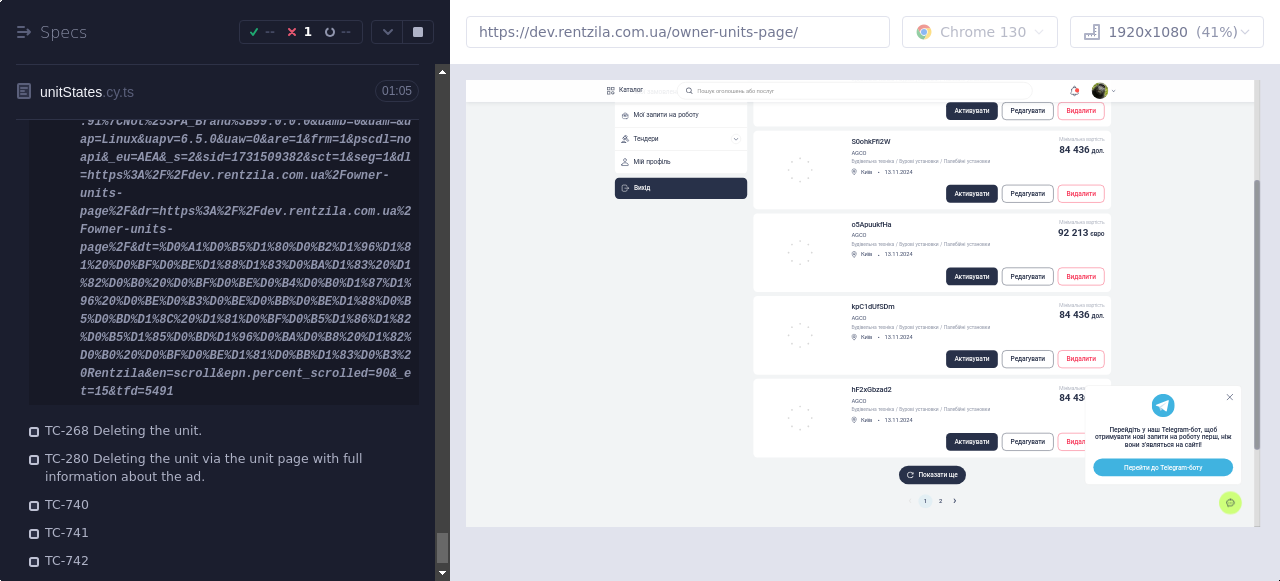 Specs
-- 1 --
https://dev.rentzila.com.ua/owner-units-page/
Chrome 130
1920x1080 (41%)
unitStates.cy.ts
01:05
.91%7CNot%253FA_Brand%3B99.0.0.0&uamb=0&uam=&u
ap=Linux&uapv=6.5.0&uaw=0&are=1&frm=1&pscdl=no
api&_eu=AEA&_s=2&sid=1731509382&sct=1&seg=1&dl
=https%3A%2F%2Fdev.rentzila.com.ua%2Fowner-
units-
page%2F&dr=https%3A%2F%2Fdev.rentzila.com.ua%2
Fowner-units-
page%2F&dt=%D0%A1%D0%B5%D1%80%D0%B2%D1%96%D1%8
1%20%D0%BF%D0%BE%D1%88%D1%83%D0%BA%D1%83%20%D1
%82%D0%B0%20%D0%BF%D0%BE%D0%B4%D0%B0%D1%87%D1%
96%20%D0%BE%D0%B3%D0%BE%D0%BB%D0%BE%D1%88%D0%B
5%D0%BD%D1%8C%20%D1%81%D0%BF%D0%B5%D1%86%D1%82
%D0%B5%D1%85%D0%BD%D1%96%D0%BA%D0%B8%20%D1%82%
D0%B0%20%D0%BF%D0%BE%D1%81%D0%BB%D1%83%D0%B3%2
0Rentzila&en=scroll&epn.percent_scrolled=90&_e
t=15&tfd=5491
TC-268 Deleting the unit.
TC-280 Deleting the unit via the unit page with full
information about the ad.
TC-740
TC-741
TC-742
Каталог
Пошук оголошень або послуг
Мої запити на роботу
Тендери
Мій профіль
Вихід
Активувати Редагувати Видалити
S0ohkFfI2W
AGCO
Будівельна техніка / Бурові установки / Палебійні установки
Київ • 13.11.2024
Мінімальна вартість
84 436 дол.
Активувати Редагувати Видалити
o5ApuukfHa
AGCO
Будівельна техніка / Бурові установки / Палебійні установки
Київ • 13.11.2024
Мінімальна вартість
92 213 євро
Активувати Редагувати Видалити
kpC1dUfSDm
AGCO
Будівельна техніка / Бурові установки / Палебійні установки
Київ • 13.11.2024
Мінімальна вартість
84 436 дол.
Активувати Редагувати Видалити
hF2xGbzad2
AGCO
Будівельна техніка / Бурові установки / Палебійні установки
Київ • 13.11.2024
84 43
Активувати Редагувати
Показати ще
1 2
Перейдіть у наш Telegram-бот, щоб
отримувати нові запити на роботу перш, ніж
вони з'являться на сайті!
Перейти до Telegram-боту